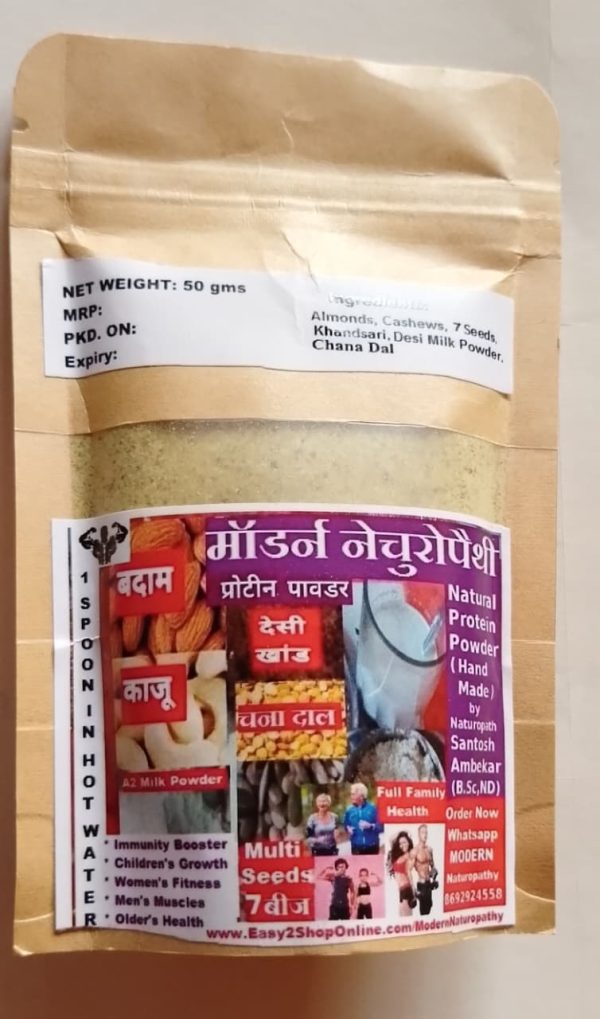 NET WEIGHT: 50 gms
MRP:
PKD. ON:
Expiry:
Ingredients:
Almonds, Cashews, 7 Seeds,
Khandsari, Desi Milk Powder,
Chana Dal
1 SPOON IN HOT WATER
मॉडर्न नेचुरोपैथी
प्रोटीन पावडर
बदाम
काजू
देसी
खांड
चना दाल
A2 Milk Powder
Natural
Protein
Powder
(Hand
Made)
by
Naturopath
Santosh
Ambekar
(B.Sc,ND)
Full Family
Health
* Immunity Booster
* Children's Growth
* Women's Fitness
* Men's Muscles
* Older's Health
Multi
Seeds
7बीज
Order Now
Whatsapp
MODERN
Naturopathy
8692924558
www.Easy2ShopOnline.com/ModernNaturopathy